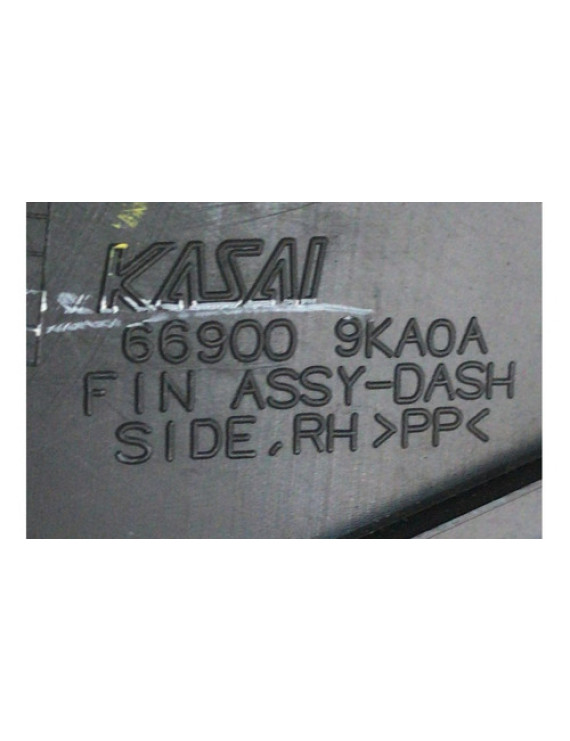 KASAI
66900 9KA0A
FIN ASSY-DASH
SIDE,RH >PP<